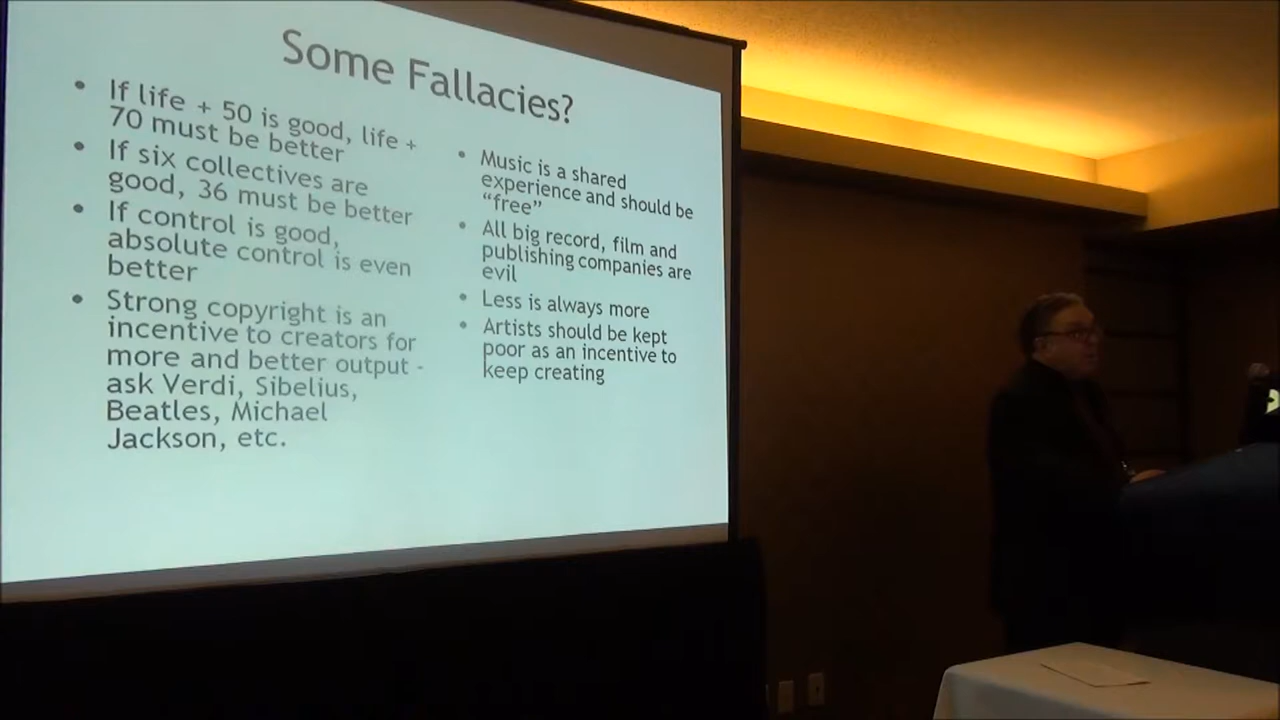 Some Fallacies?
• If life + 50 is good, life +
70 must be better
• If six collectives are
good, 36 must be better
• If control is good,
absolute control is even
better
• Strong copyright is an
incentive to creators for
more and better output -
ask Verdi, Sibelius,
Beatles, Michael
Jackson, etc.
• Music is a shared
experience and should be
“free”
• All big record, film and
publishing companies are
evil
• Less is always more
• Artists should be kept
poor as an incentive to
keep creating